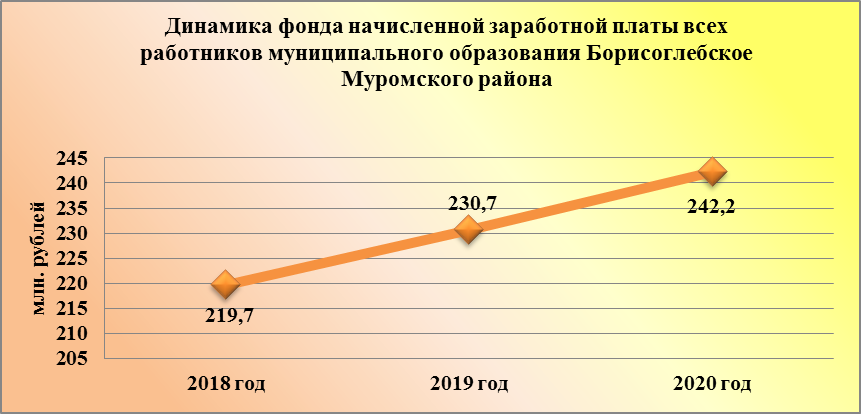 Динамика фонда начисленной заработной платы всех
работников муниципального образования Борисоглебское
Муромского района
млн. рублей
245
240
235
230
225
220
215
210
205
219,7
230,7
242,2
2018 год
2019 год
2020 год